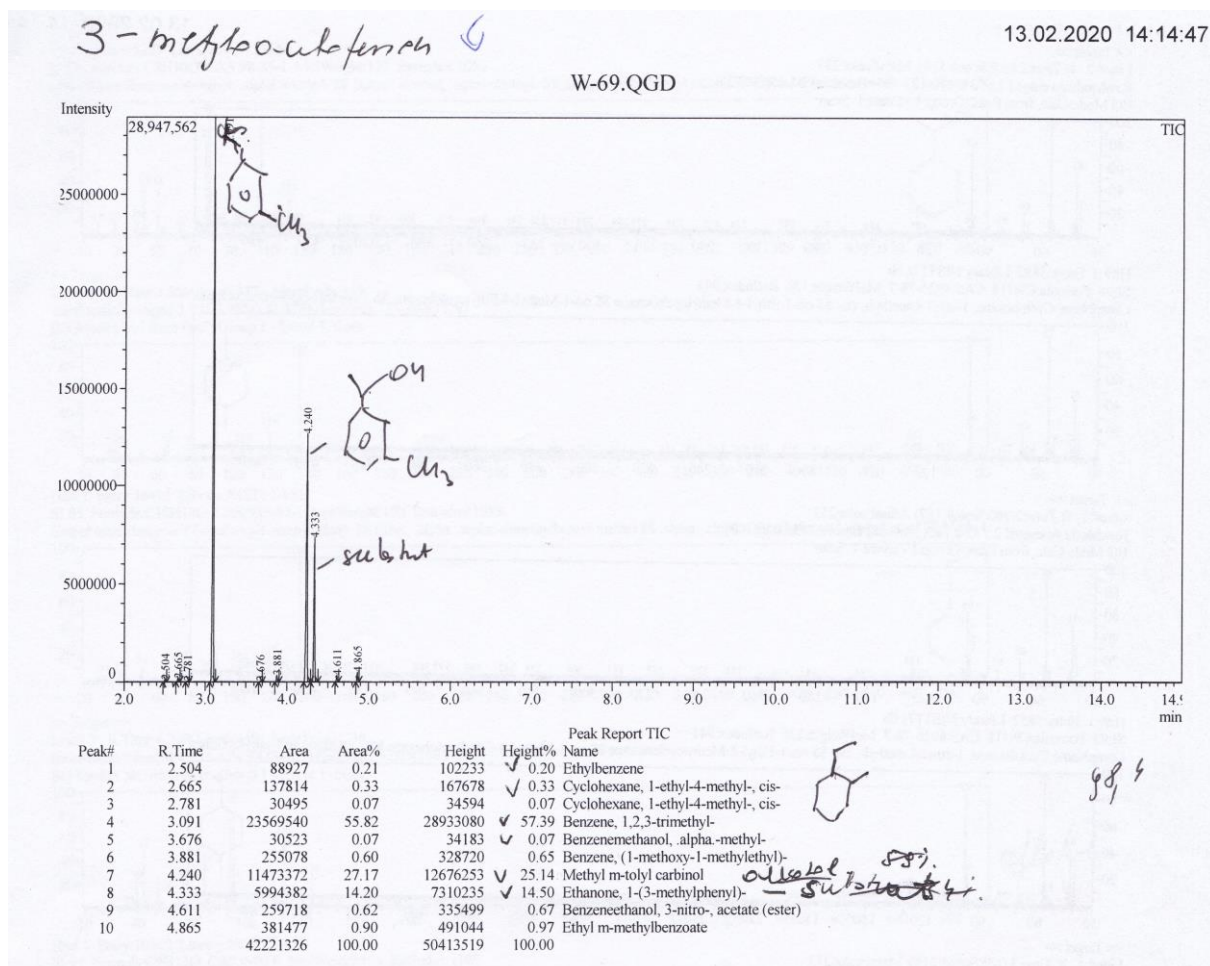 3-metyloacetofenon
13.02.2020 14:14:47
W-69.QGD
Intensity
28,947,562
TIC
25000000
CH3
20000000
15000000
OH
4.240
CH3
10000000
4.333
substrat
5000000
2.504 2.665 2.781 3.676 3.881 4.611 4.865
0
2.0 3.0 4.0 5.0 6.0 7.0 8.0 9.0 10.0 11.0 12.0 13.0 14.0
min
Peak Report TIC
Peak# R.Time Area Area% Height Height% Name
2.504 88927 0.21 102233 0.20 Ethylbenzene
2 2.665 137814 0.33 167678 0.33 Cyclohexane, 1-ethyl-4-methyl-, cis-
3 2.781 30495 0.07 34594 0.07 Cyclohexane, 1-ethyl-4-methyl-, cis-
4 3.091 23569540 55.82 28933080 57.39 Benzene, 1,2,3-trimethyl-
5 3.676 30523 0.07 34183 0.07 Benzenemethanol, .alpha.-methyl-
6 3.881 255078 0.60 328720 0.65 Benzene, (1-methoxy-1-methylethyl)-
7 4.240 11473372 27.17 12676253 25.14 Methyl m-tolyl carbinol
8 4.333 5994382 14.20 7310235 14.50 Ethanone, 1-(3-methylphenyl)-
9 4.611 259718 0.62 335499 0.67 Benzeneethanol, 3-nitro-, acetate (ester)
10 4.865 381477 0.90 491044 0.97 Ethyl m-methylbenzoate
42221326 100.00 50413519 100.00
98,4